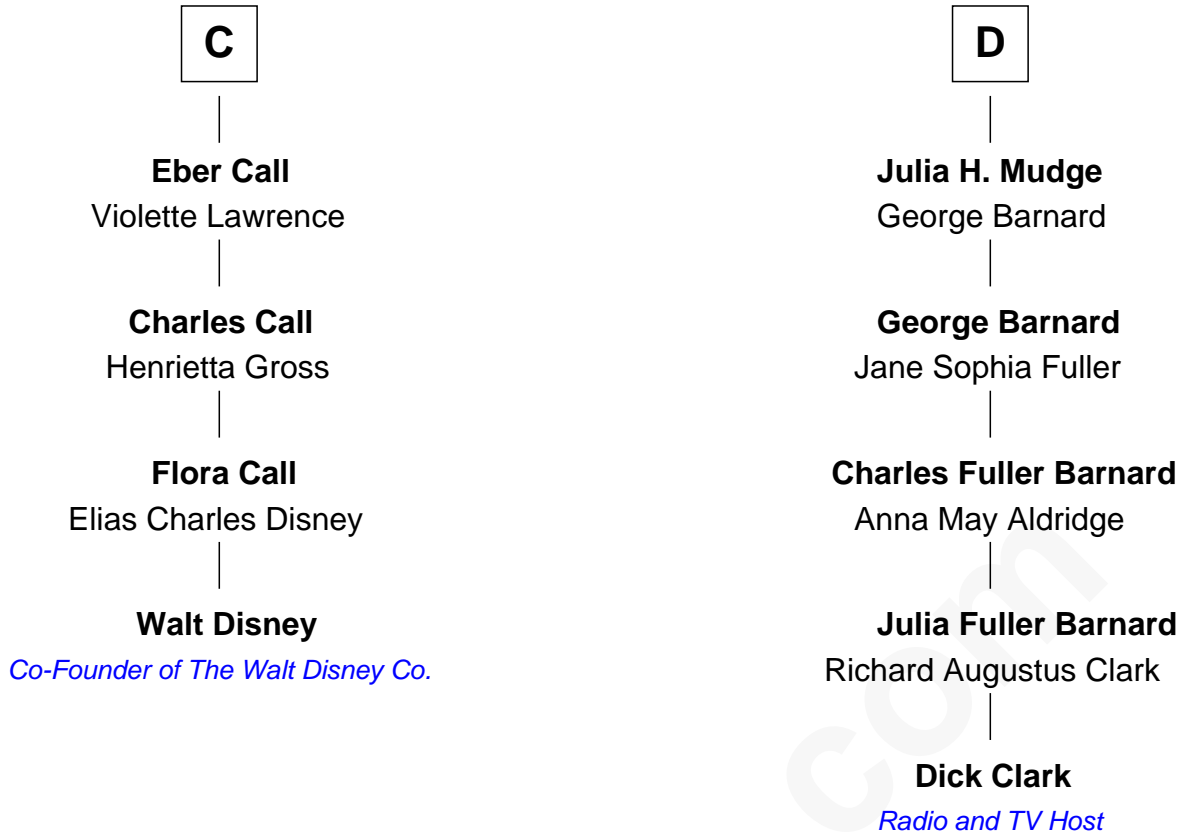 C
Eber Call
Violette Lawrence
Charles Call
Henrietta Gross
Flora Call
Elias Charles Disney
Walt Disney
Co-Founder of The Walt Disney Co.
D
Julia H. Mudge
George Barnard
George Barnard
Jane Sophia Fuller
Charles Fuller Barnard
Anna May Aldridge
Julia Fuller Barnard
Richard Augustus Clark
Dick Clark
Radio and TV Host
com